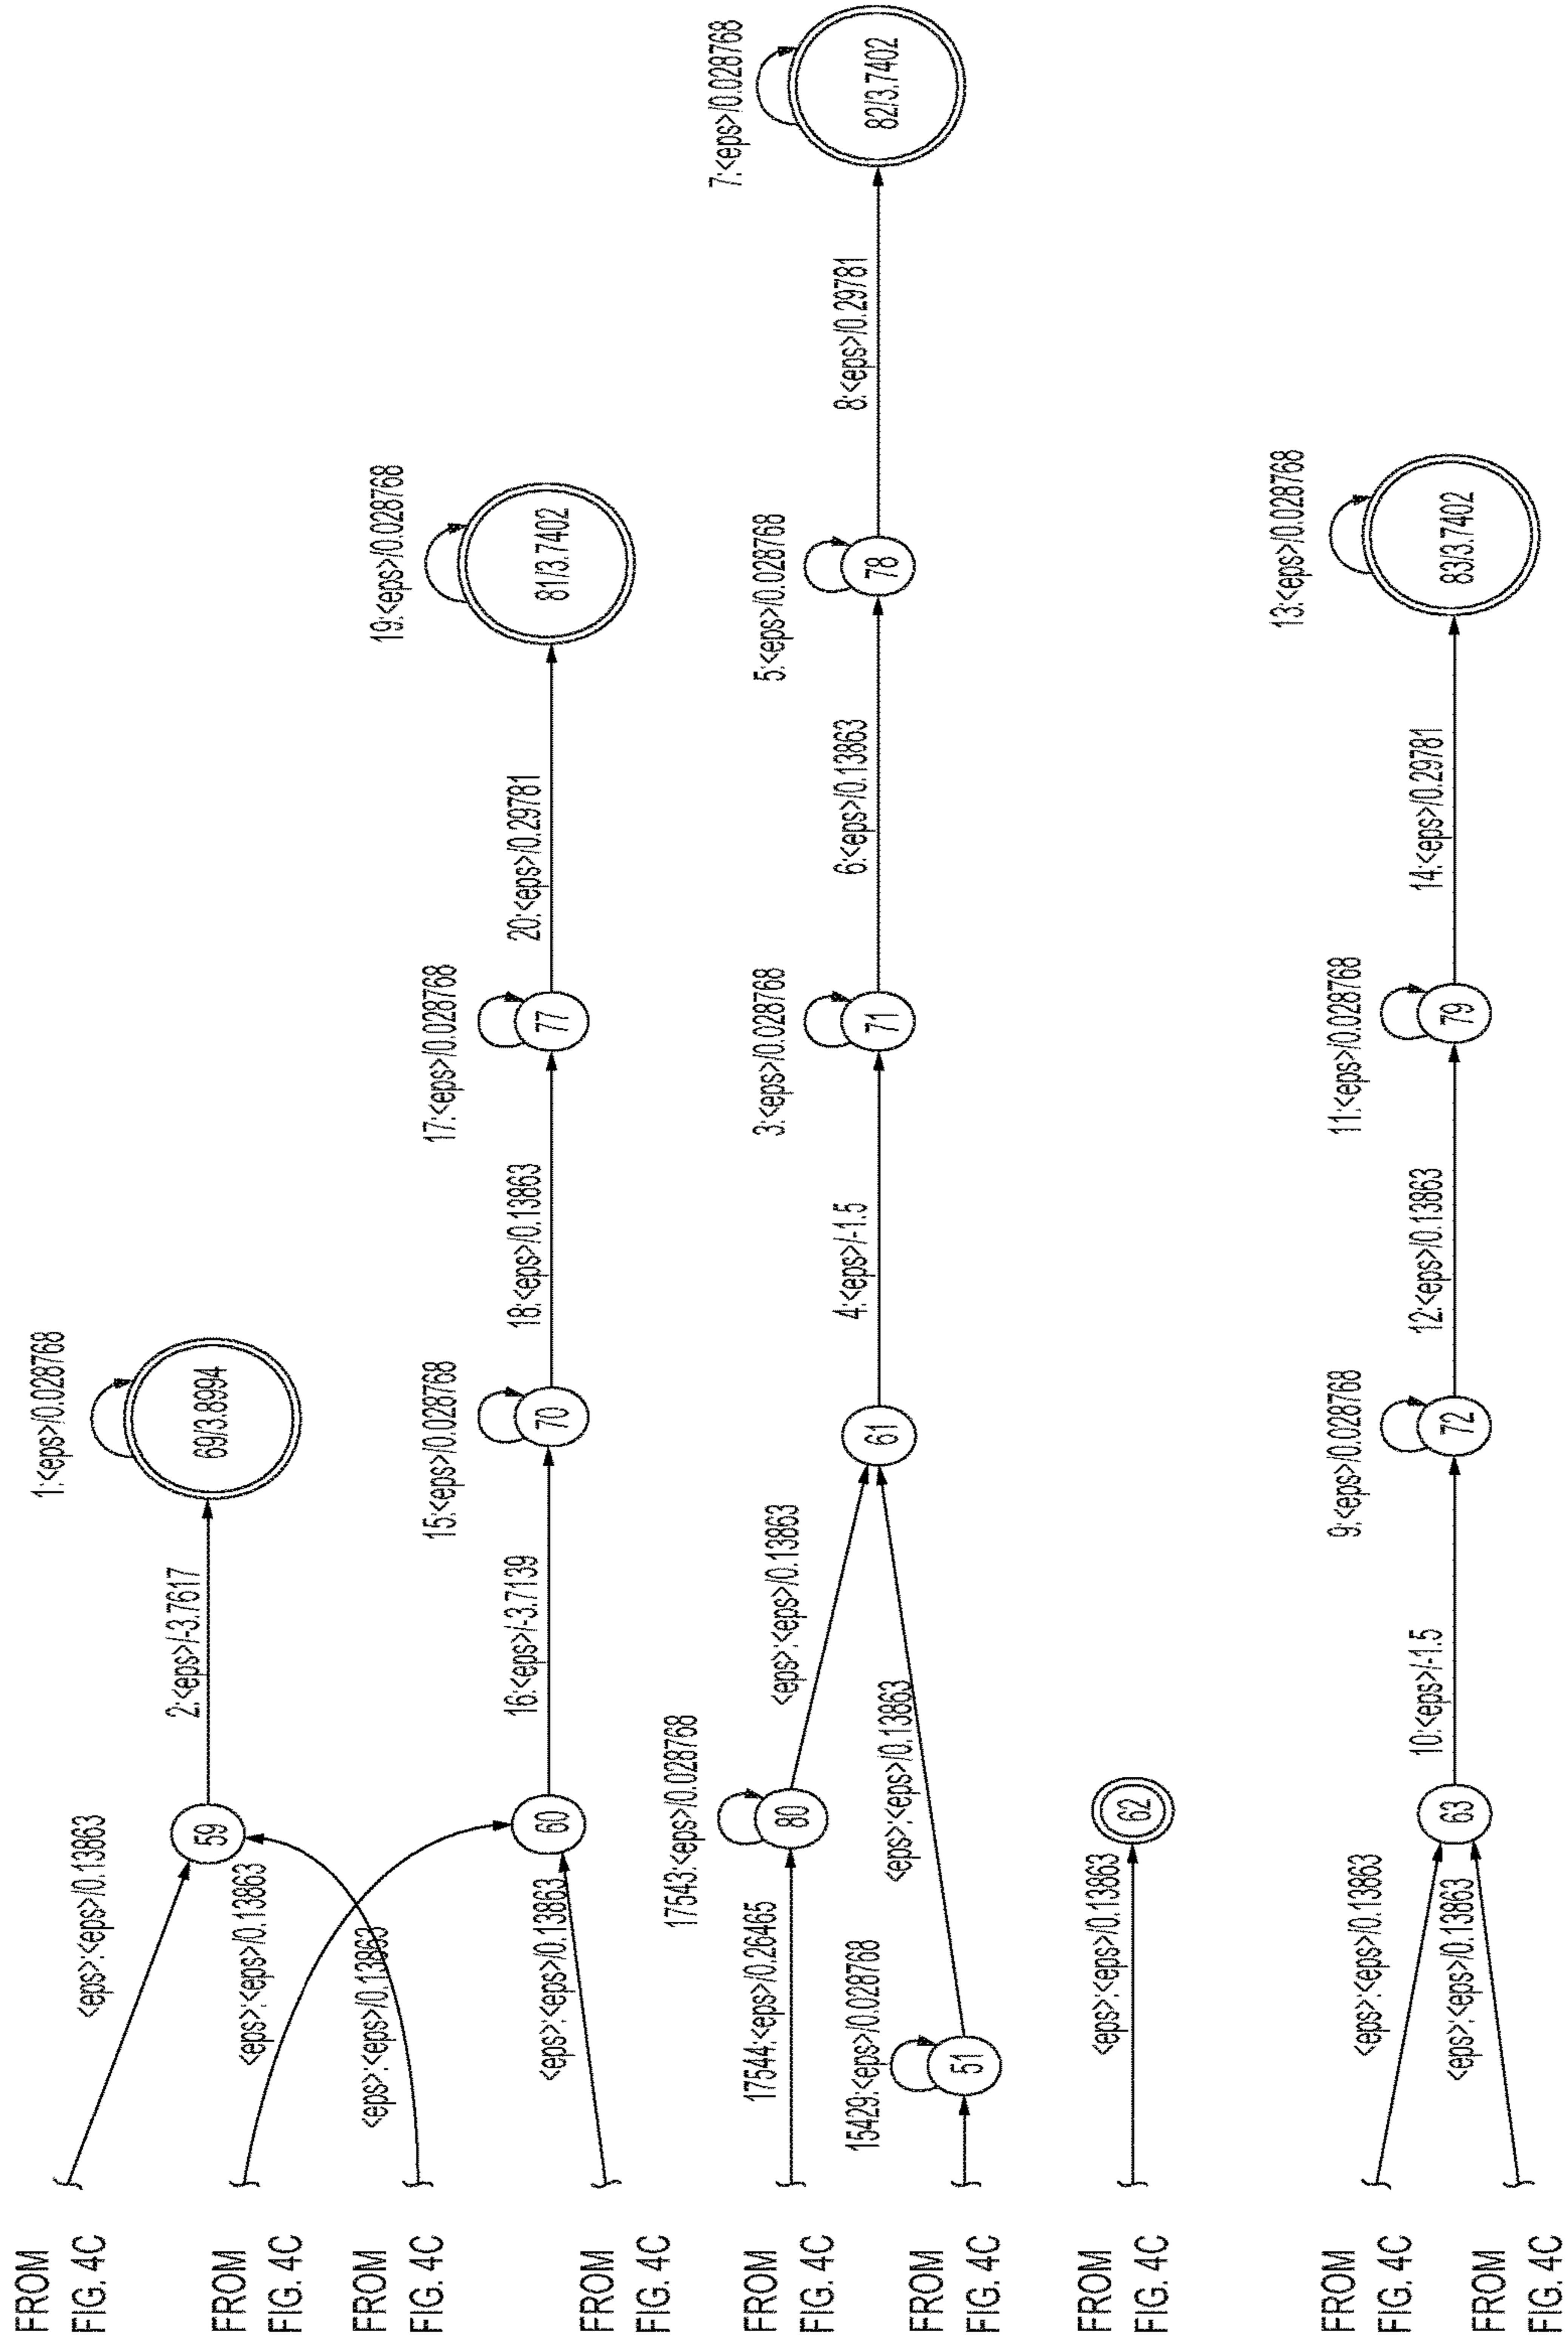 FROM
FIG. 4C
<eps>:<eps>/0.13863
59
2:<eps>/-3.7617
1:<eps>/0.028768
69/3.8994
FROM
FIG. 4C
<eps>:<eps>/0.13863
FROM
FIG. 4C
<eps>:<eps>/0.13863
FROM
FIG. 4C
<eps>:<eps>/0.13863
60
16:<eps>/-3.7139
15:<eps>/0.028768
70
18:<eps>/0.13863
17:<eps>/0.028768
77
20:<eps>/0.29781
19:<eps>/0.028768
81/3.7402
FROM
FIG. 4C
17544:<eps>/0.26465
17543:<eps>/0.028768
80
<eps>:<eps>/0.13863
FROM
FIG. 4C
15429:<eps>/0.028768
51
<eps>:<eps>/0.13863
61
4:<eps>/-1.5
3:<eps>/0.028768
71
6:<eps>/0.13863
5:<eps>/0.028768
78
8:<eps>/0.29781
7:<eps>/0.028768
82/3.7402
FROM
FIG. 4C
<eps>:<eps>/0.13863
62
FROM
FIG. 4C
<eps>:<eps>/0.13863
FROM
FIG. 4C
<eps>:<eps>/0.13863
63
10:<eps>/-1.5
9:<eps>/0.028768
72
12:<eps>/0.13863
11:<eps>/0.028768
79
14:<eps>/0.29781
13:<eps>/0.028768
83/3.7402